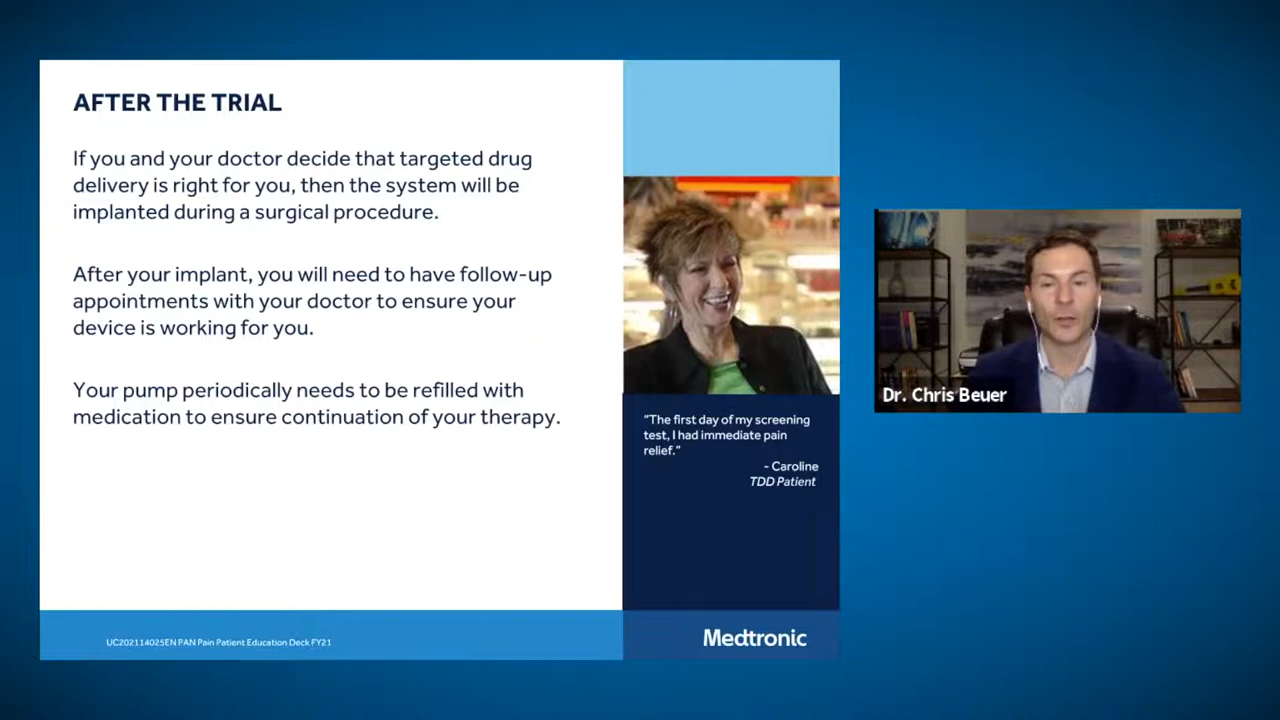 AFTER THE TRIAL
If you and your doctor decide that targeted drug
delivery is right for you, then the system will be
implanted during a surgical procedure.
After your implant, you will need to have follow-up
appointments with your doctor to ensure your
device is working for you.
Your pump periodically needs to be refilled with
medication to ensure continuation of your therapy.
"The first day of my screening
test, I had immediate pain
relief."
- Caroline
TDD Patient
UC202114025EN PAN Pain Patient Education Deck FY21
Medtronic
Dr. Chris Beuer